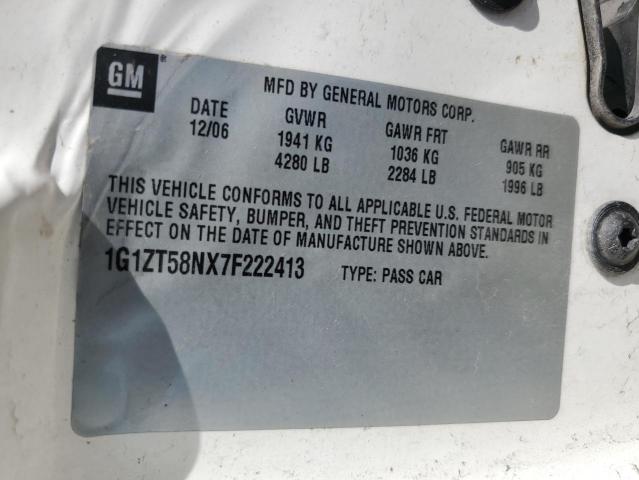 GM ®
MFD BY GENERAL MOTORS CORP.
DATE GVWR GAWR FRT GAWR RR
12/06 1941 KG 1036 KG 905 KG
4280 LB 2284 LB 1996 LB
THIS VEHICLE CONFORMS TO ALL APPLICABLE U.S. FEDERAL MOTOR
VEHICLE SAFETY, BUMPER, AND THEFT PREVENTION STANDARDS IN
EFFECT ON THE DATE OF MANUFACTURE SHOWN ABOVE.
1G1ZT58NX7F222413 TYPE: PASS CAR